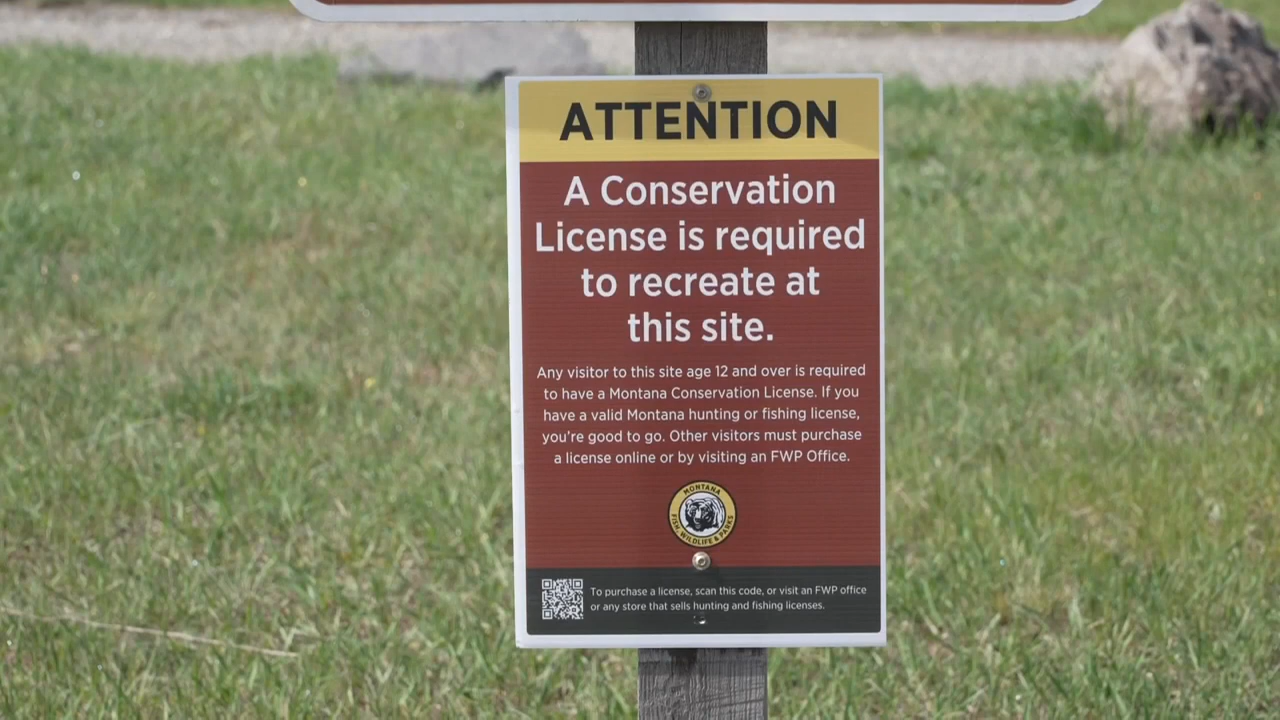 ATTENTION
A Conservation
License is required
to recreate at
this site.
Any visitor to this site age 12 and over is required
to have a Montana Conservation License. If you
have a valid Montana hunting or fishing license,
you're good to go. Other visitors must purchase
a license online or by visiting an FWP Office.
MONTANA
FISH, WILDLIFE & PARKS
To purchase a license, scan this code, or visit an FWP office
or any store that sells hunting and fishing licenses.